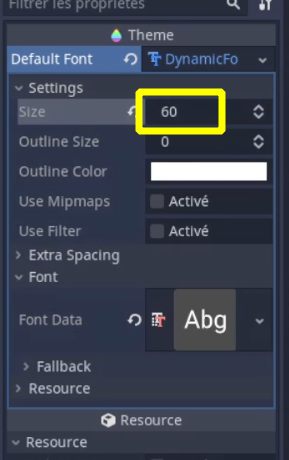 Filtrer les propriétés
Theme
Default Font DynamicFo
Settings
Size 60
Outline Size 0
Outline Color
Use Mipmaps Activé
Use Filter Activé
Extra Spacing
Font
Font Data Abg
Fallback
Resource
Resource
Resource